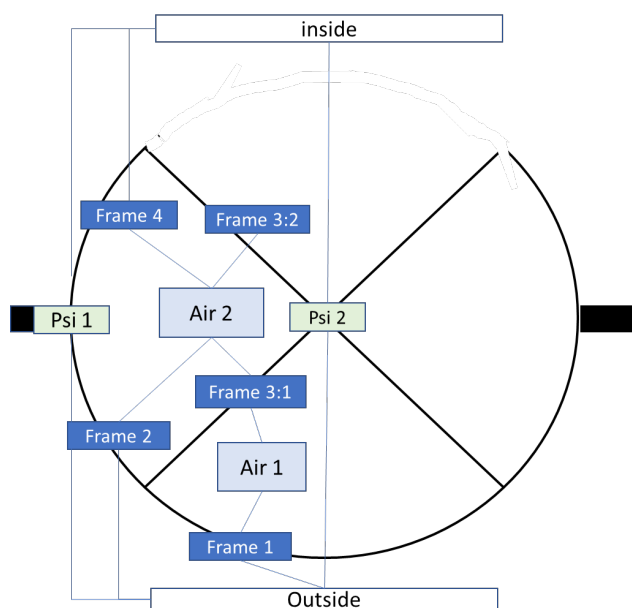 inside
Frame 4
Frame 3:2
Air 2
Psi 1
Psi 2
Frame 3:1
Frame 2
Air 1
Frame 1
Outside